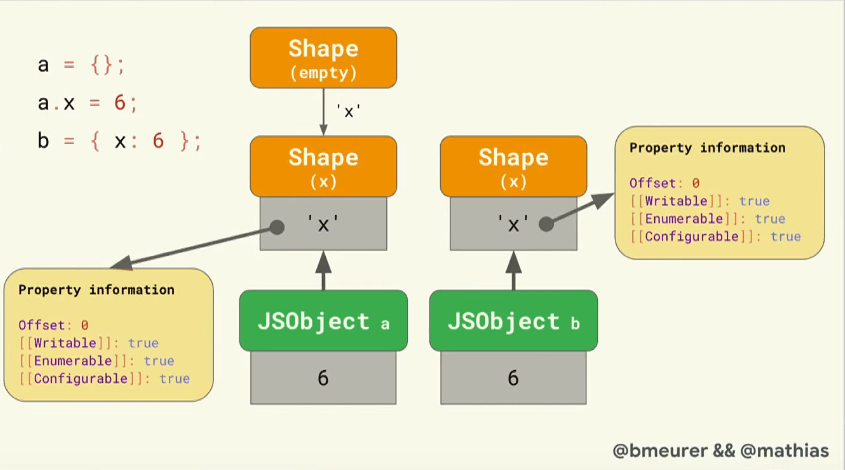 a = {};
a.x = 6;
b = { x: 6 };
Shape
(empty)
'x'
Shape
(x)
'x'
Shape
(x)
'x'
Property information
Offset: 0
[[Writable]]: true
[[Enumerable]]: true
[[Configurable]]: true
Property information
Offset: 0
[[Writable]]: true
[[Enumerable]]: true
[[Configurable]]: true
JSObject a
6
JSObject b
6
@bmeurer && @mathias